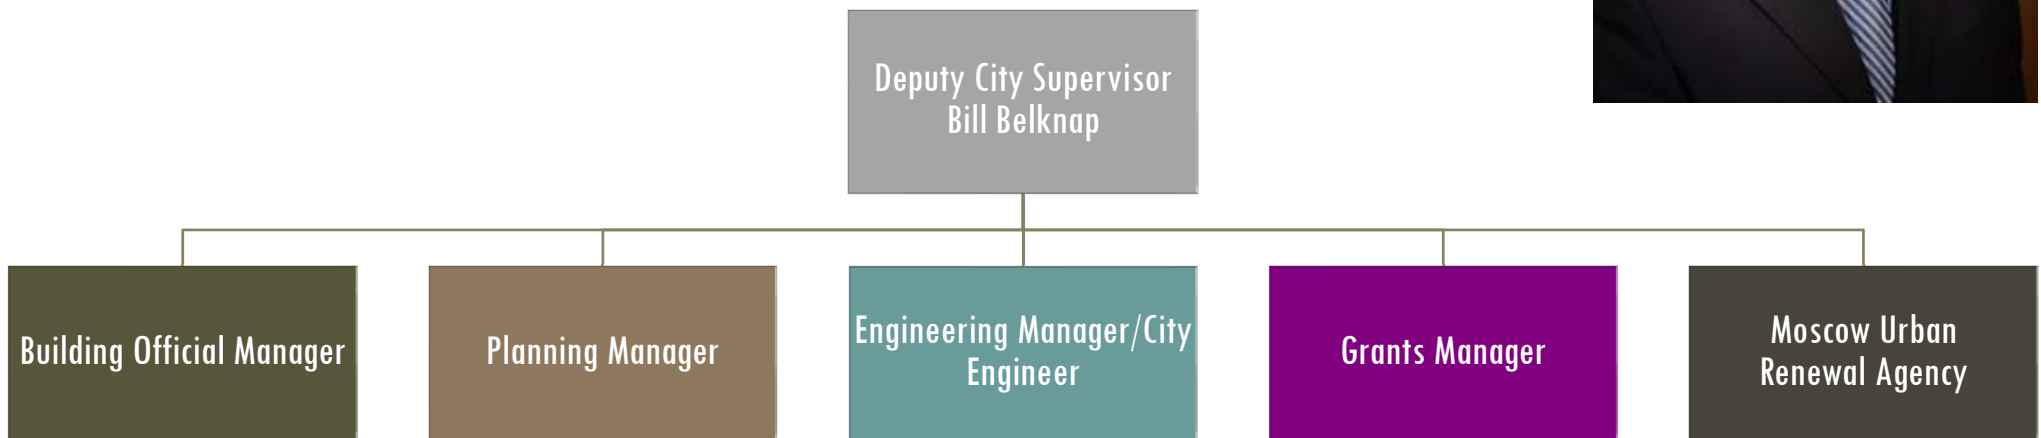 Deputy City Supervisor
Bill Belknap
Building Official Manager
Planning Manager
Engineering Manager/City
Engineer
Grants Manager
Moscow Urban
Renewal Agency